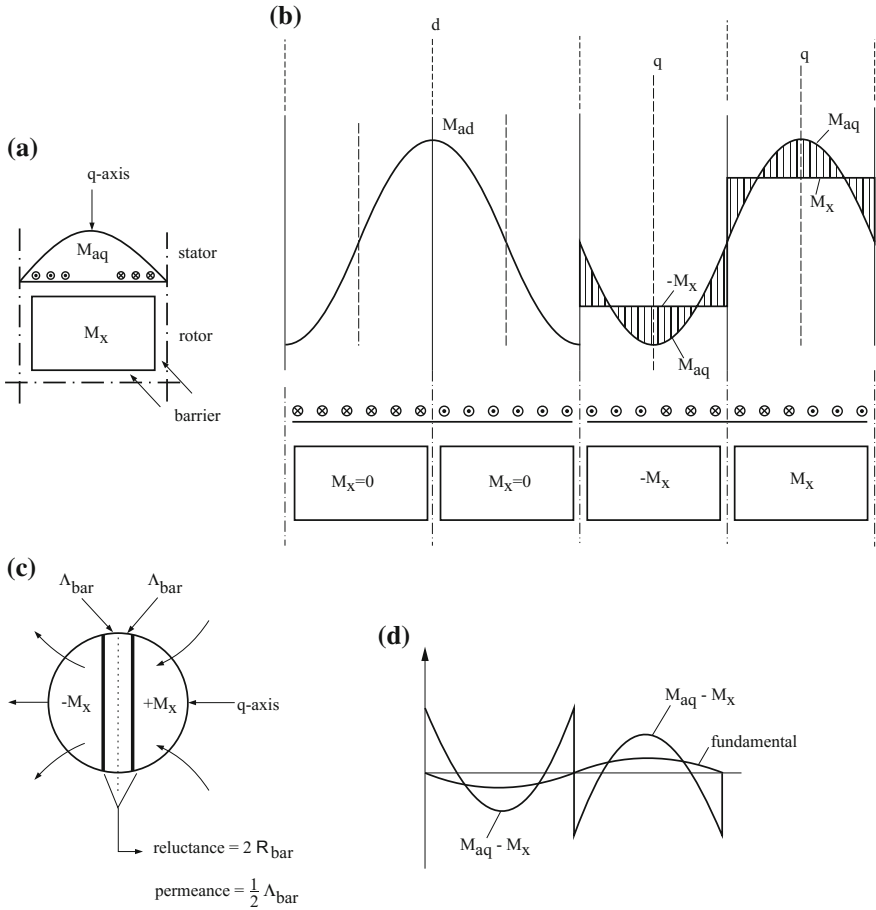 (a)
q-axis
M_aq
stator
⊙ ⊙ ⊙ ⊗ ⊗ ⊗
M_x
rotor
barrier
(b)
d
q
q
M_ad
M_aq
M_x
-M_x
M_aq
⊗ ⊗ ⊗ ⊗ ⊗ ⊗ ⊙ ⊙ ⊙ ⊙ ⊙ ⊙ ⊙ ⊙ ⊙ ⊗ ⊗ ⊗ ⊗ ⊗ ⊗ ⊙ ⊙ ⊙
M_x=0
M_x=0
-M_x
M_x
(c)
Λ_bar
Λ_bar
-M_x
+M_x
q-axis
reluctance = 2 R_bar
permeance = 1/2 Λ_bar
(d)
M_aq - M_x
fundamental
M_aq - M_x